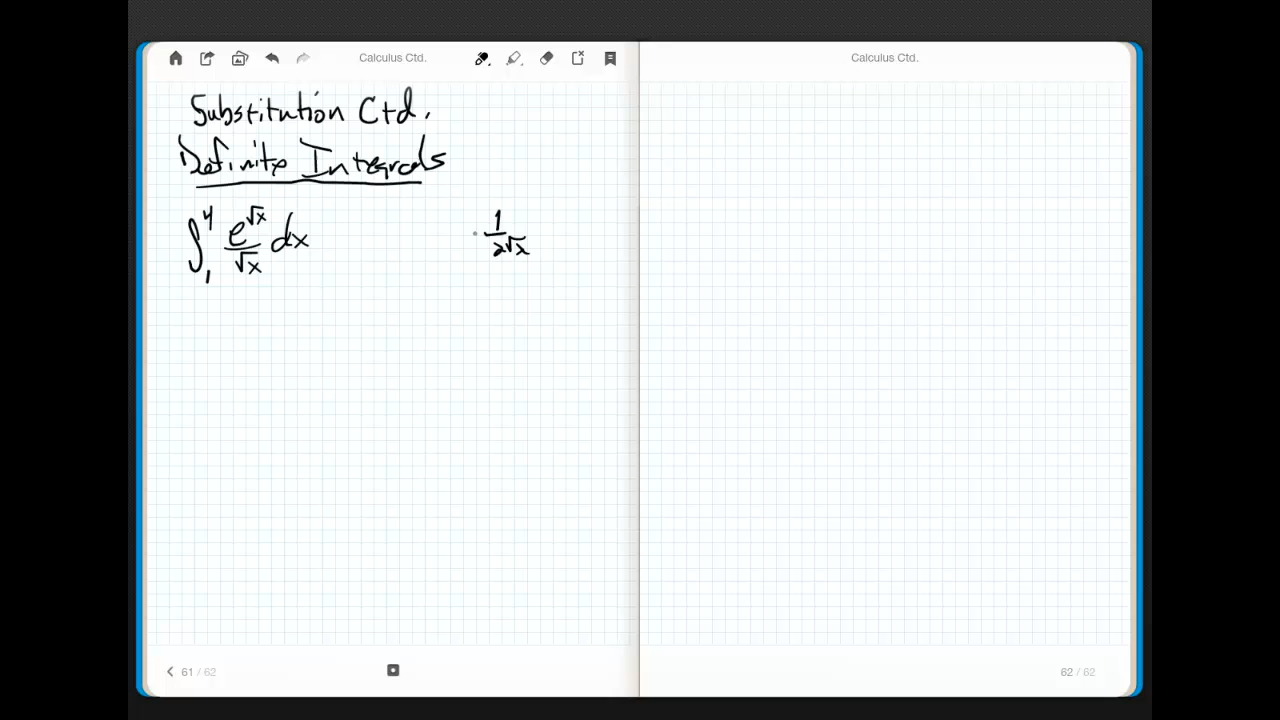 Calculus Ctd.
Calculus Ctd.
Substitution Ctd.
Definite Integrals
∫₁⁴ e^√x / √x dx
1 / 2√x
61 / 62
62 / 62